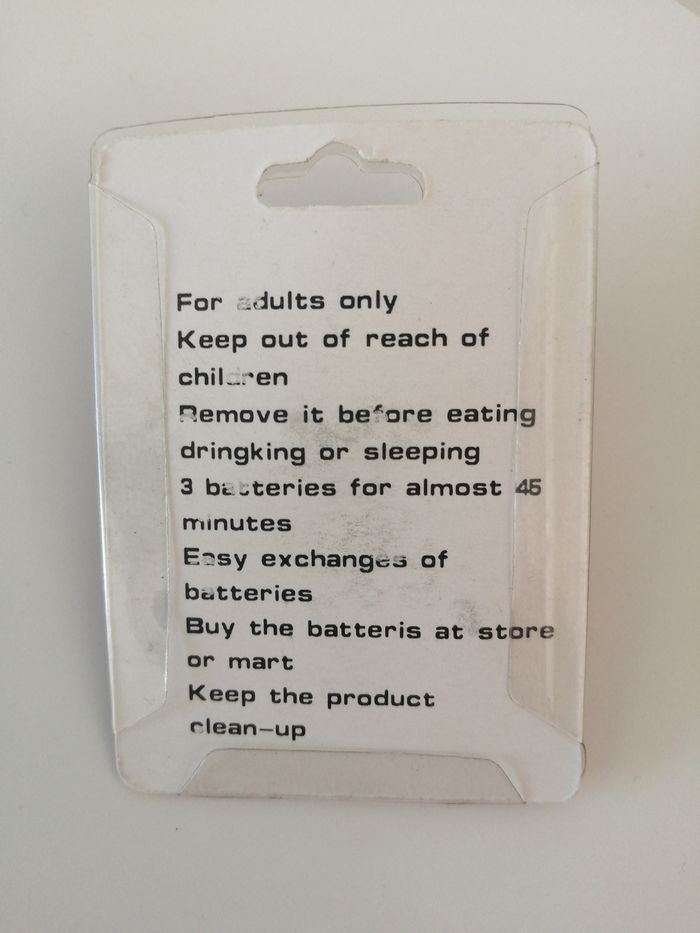 For adults only
Keep out of reach of
children
Remove it before eating
dringking or sleeping
3 batteries for almost 45
minutes
Easy exchanges of
batteries
Buy the batteris at store
or mart
Keep the product
clean-up